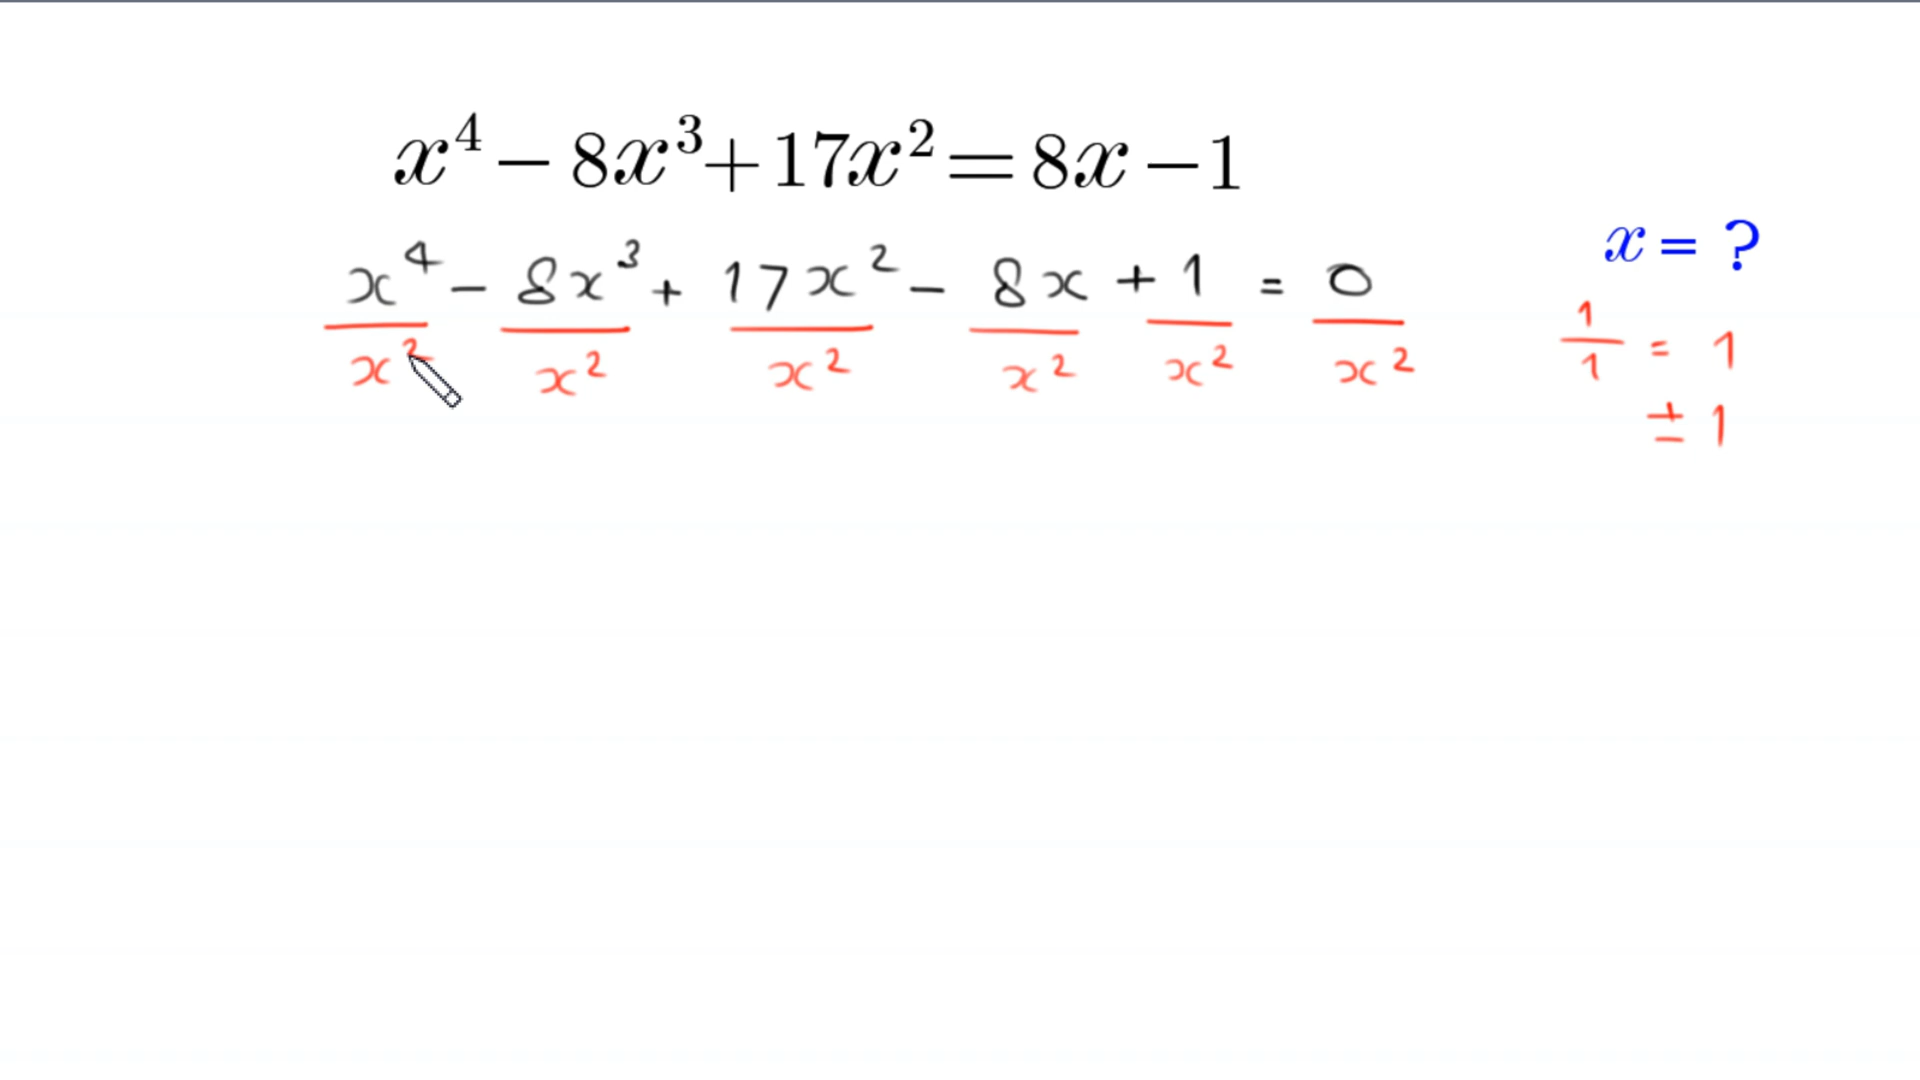 x⁴ − 8x³ + 17x² = 8x − 1
x = ?
x⁴ − 8x³ + 17x² − 8x + 1 = 0
x² x² x² x² x² x²
1/1 = 1
± 1